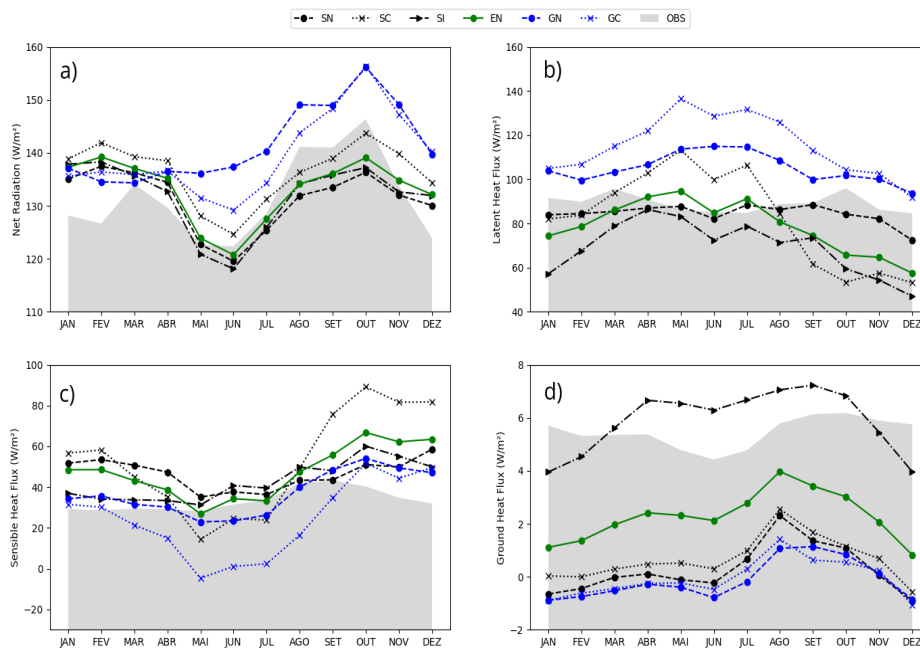 SN SC SI EN GN GC OBS
a)
Net Radiation (W/m²)
160
150
140
130
120
110
JAN FEV MAR ABR MAI JUN JUL AGO SET OUT NOV DEZ
b)
Latent Heat Flux (W/m²)
160
140
120
100
80
60
40
JAN FEV MAR ABR MAI JUN JUL AGO SET OUT NOV DEZ
c)
Sensible Heat Flux (W/m²)
100
80
60
40
20
0
−20
JAN FEV MAR ABR MAI JUN JUL AGO SET OUT NOV DEZ
d)
Ground Heat Flux (W/m²)
8
6
4
2
0
−2
JAN FEV MAR ABR MAI JUN JUL AGO SET OUT NOV DEZ